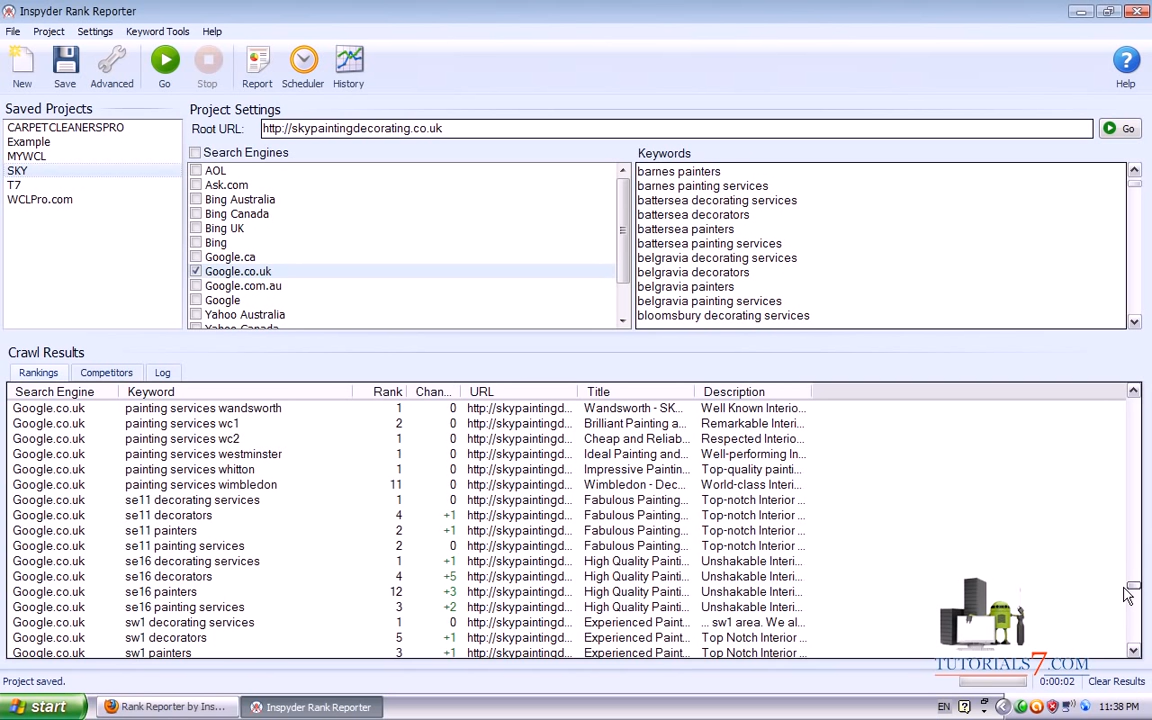 Inspyder Rank Reporter
File Project Settings Keyword Tools Help
New Save Advanced Go Stop Report Scheduler History Help
Saved Projects
CARPETCLEANERSPRO
Example
MYWCL
SKY
T7
WCLPro.com
Project Settings
Root URL: http://skypaintingdecorating.co.uk Go
Search Engines
AOL
Ask.com
Bing Australia
Bing Canada
Bing UK
Bing
Google.ca
Google.co.uk
Google.com.au
Google
Yahoo Australia
Yahoo Canada
Keywords
barnes painters
barnes painting services
battersea decorating services
battersea decorators
battersea painters
battersea painting services
belgravia decorating services
belgravia decorators
belgravia painters
belgravia painting services
bloomsbury decorating services
Crawl Results
Rankings Competitors Log
Search Engine Keyword Rank Chan... URL Title Description
Google.co.uk painting services wandsworth 1 0 http://skypaintingd... Wandsworth - SK... Well Known Interio...
Google.co.uk painting services wc1 2 0 http://skypaintingd... Brilliant Painting a... Remarkable Interi...
Google.co.uk painting services wc2 1 0 http://skypaintingd... Cheap and Reliab... Respected Interio...
Google.co.uk painting services westminster 1 0 http://skypaintingd... Ideal Painting and... Well-performing In...
Google.co.uk painting services whitton 1 0 http://skypaintingd... Impressive Paintin... Top-quality painti...
Google.co.uk painting services wimbledon 11 0 http://skypaintingd... Wimbledon - Dec... World-class Interi...
Google.co.uk se11 decorating services 1 0 http://skypaintingd... Fabulous Painting... Top-notch Interior ...
Google.co.uk se11 decorators 4 +1 http://skypaintingd... Fabulous Painting... Top-notch Interior ...
Google.co.uk se11 painters 2 +1 http://skypaintingd... Fabulous Painting... Top-notch Interior ...
Google.co.uk se11 painting services 2 0 http://skypaintingd... Fabulous Painting... Top-notch Interior ...
Google.co.uk se16 decorating services 1 +1 http://skypaintingd... High Quality Painti... Unshakable Interi...
Google.co.uk se16 decorators 4 +5 http://skypaintingd... High Quality Painti... Unshakable Interi...
Google.co.uk se16 painters 12 +3 http://skypaintingd... High Quality Painti... Unshakable Interi...
Google.co.uk se16 painting services 3 +2 http://skypaintingd... High Quality Painti... Unshakable Interi...
Google.co.uk sw1 decorating services 1 0 http://skypaintingd... Experienced Paint... ... sw1 area. We al...
Google.co.uk sw1 decorators 5 +1 http://skypaintingd... Experienced Paint... Top Notch Interior ...
Google.co.uk sw1 painters 3 +1 http://skypaintingd... Experienced Paint... Top Notch Interior ...
TUTORIALS7.COM
Project saved. 0:00:02 Clear Results
start Rank Reporter by Ins... Inspyder Rank Reporter EN 11:38 PM